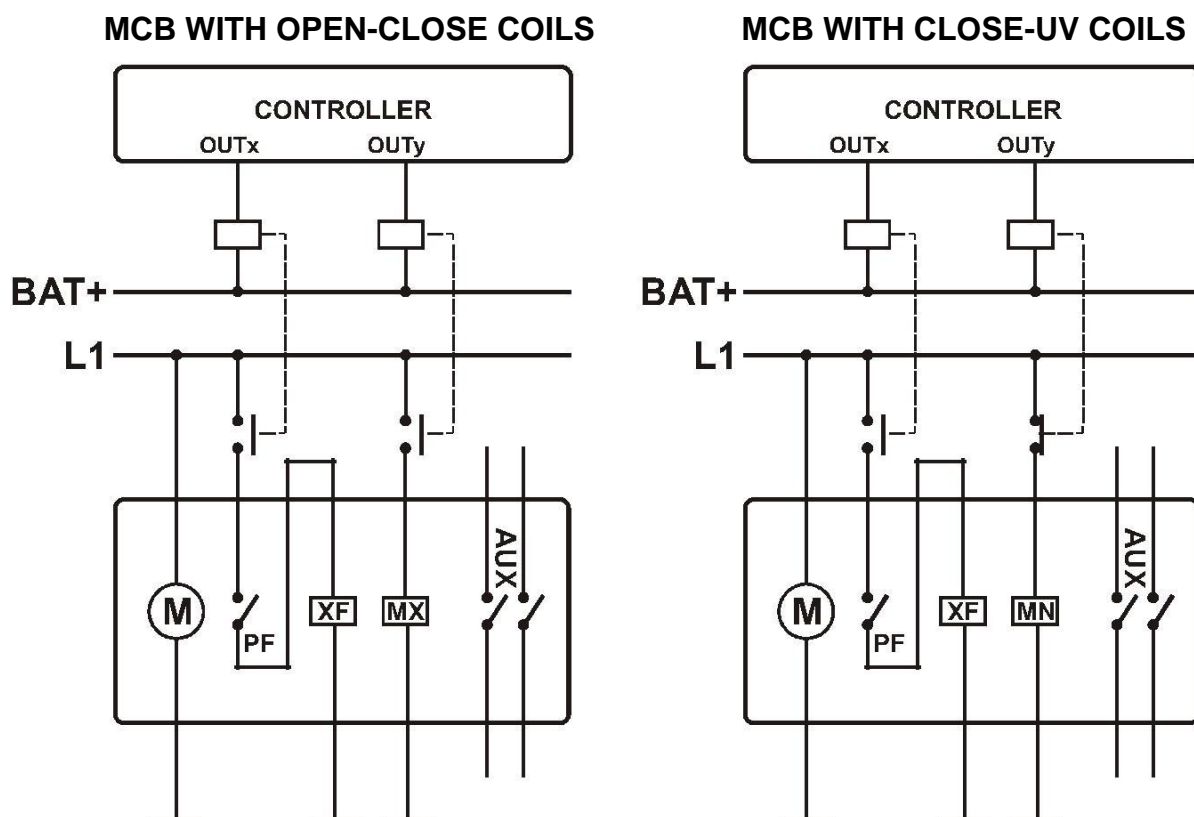 MCB WITH OPEN-CLOSE COILS
CONTROLLER
OUTx OUTy
BAT+
L1
AUX
M
PF
XF
MX
MCB WITH CLOSE-UV COILS
CONTROLLER
OUTx OUTy
BAT+
L1
AUX
M
PF
XF
MN